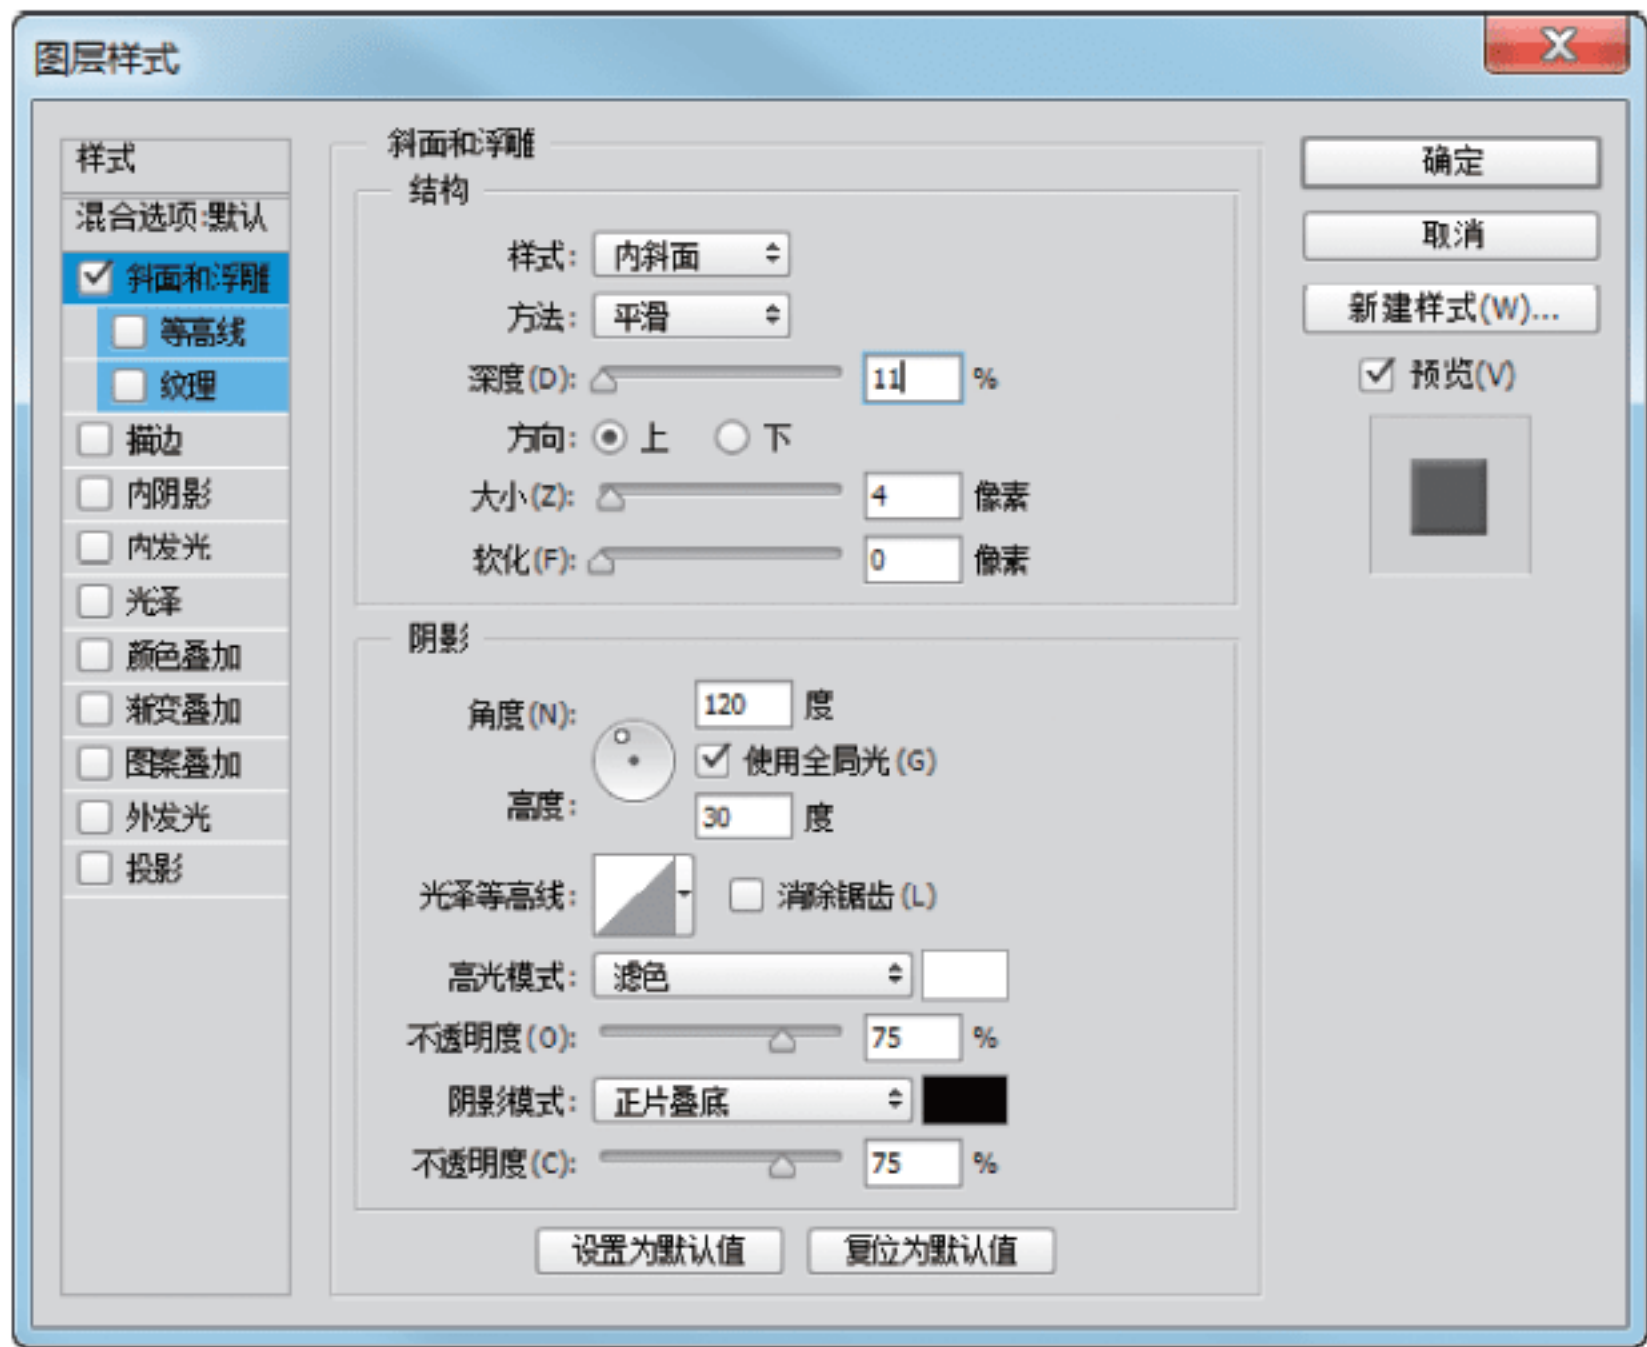 图层样式
样式
混合选项:默认
斜面和浮雕
等高线
纹理
描边
内阴影
内发光
光泽
颜色叠加
渐变叠加
图案叠加
外发光
投影
斜面和浮雕
结构
样式: 内斜面
方法: 平滑
深度(D): 11 %
方向: 上 下
大小(Z): 4 像素
软化(F): 0 像素
阴影
角度(N): 120 度
使用全局光(G)
高度: 30 度
光泽等高线: 消除锯齿(L)
高光模式: 滤色
不透明度(O): 75 %
阴影模式: 正片叠底
不透明度(C): 75 %
设置为默认值 复位为默认值
确定
取消
新建样式(W)...
预览(V)